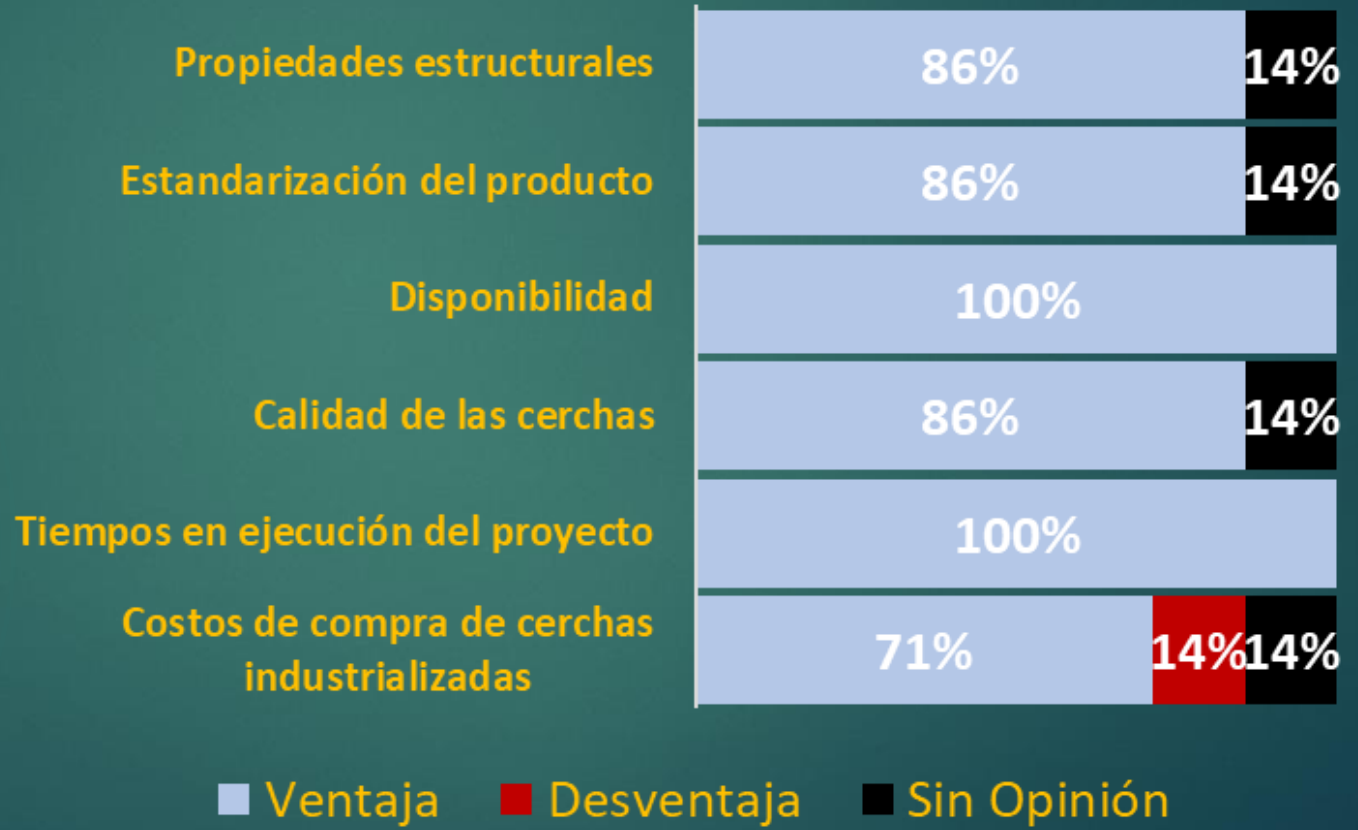 Propiedades estructurales
86% 14%
Estandarización del producto
86% 14%
Disponibilidad
100%
Calidad de las cerchas
86% 14%
Tiempos en ejecución del proyecto
100%
Costos de compra de cerchas
industrializadas
71% 14% 14%
Ventaja Desventaja Sin Opinión